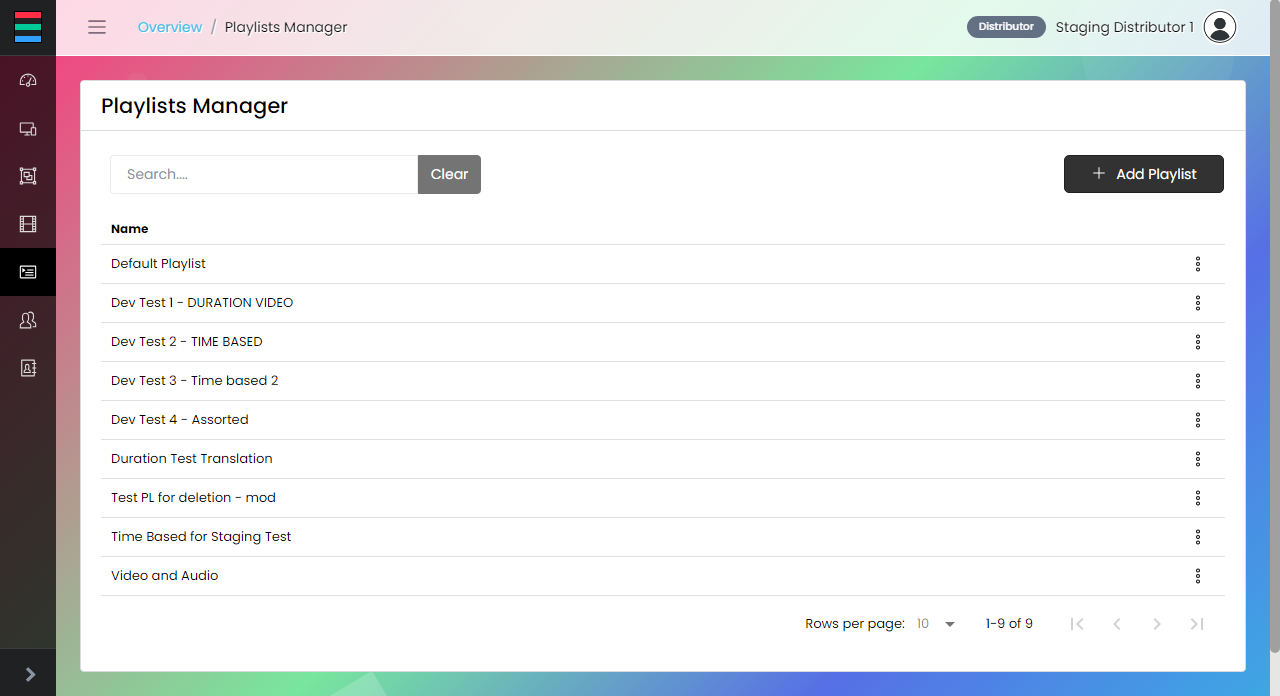 Overview / Playlists Manager
Distributor Staging Distributor 1
Playlists Manager
Search.... Clear
Add Playlist
Name
Default Playlist
Dev Test 1 - DURATION VIDEO
Dev Test 2 - TIME BASED
Dev Test 3 - Time based 2
Dev Test 4 - Assorted
Duration Test Translation
Test PL for deletion - mod
Time Based for Staging Test
Video and Audio
Rows per page: 10 1-9 of 9